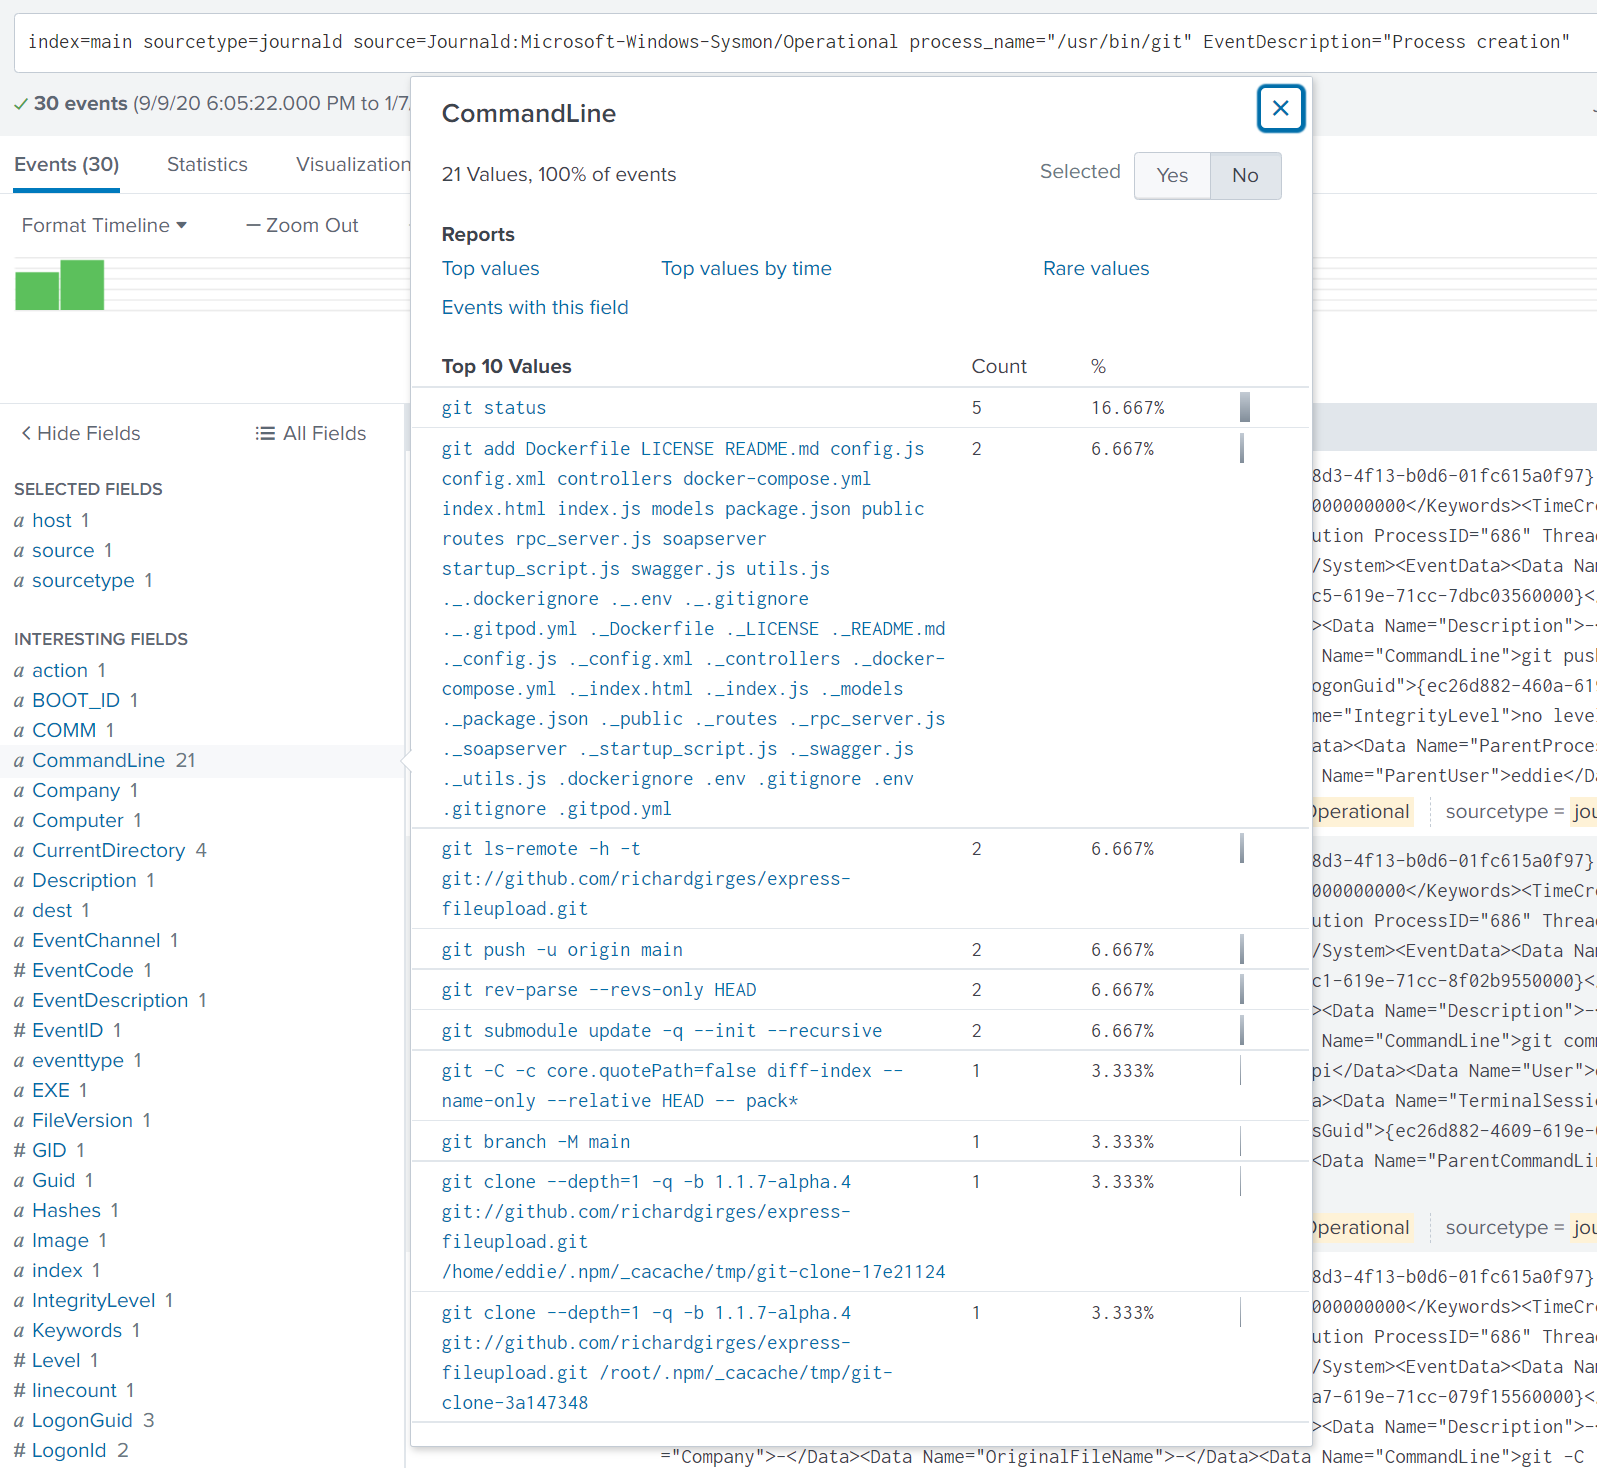 index=main sourcetype=journald source=Journald:Microsoft-Windows-Sysmon/Operational process_name="/usr/bin/git" EventDescription="Process creation"
30 events (9/9/20 6:05:22.000 PM to 1/7.
Events (30) Statistics Visualization
Format Timeline — Zoom Out
Hide Fields All Fields
SELECTED FIELDS
a host 1
a source 1
a sourcetype 1
INTERESTING FIELDS
a action 1
a BOOT_ID 1
a COMM 1
a CommandLine 21
a Company 1
a Computer 1
a CurrentDirectory 4
a Description 1
a dest 1
a EventChannel 1
# EventCode 1
a EventDescription 1
# EventID 1
a eventtype 1
a EXE 1
a FileVersion 1
# GID 1
a Guid 1
a Hashes 1
a Image 1
a index 1
a IntegrityLevel 1
a Keywords 1
# Level 1
# linecount 1
a LogonGuid 3
# LogonId 2
CommandLine
21 Values, 100% of events Selected Yes No
Reports
Top values Top values by time Rare values
Events with this field
Top 10 Values Count %
git status 5 16.667%
git add Dockerfile LICENSE README.md config.js 2 6.667%
config.xml controllers docker-compose.yml
index.html index.js models package.json public
routes rpc_server.js soapserver
startup_script.js swagger.js utils.js
._.dockerignore ._.env ._.gitignore
._.gitpod.yml ._Dockerfile ._LICENSE ._README.md
._config.js ._config.xml ._controllers ._docker-
compose.yml ._index.html ._index.js ._models
._package.json ._public ._routes ._rpc_server.js
._soapserver ._startup_script.js ._swagger.js
._utils.js .dockerignore .env .gitignore .env
.gitignore .gitpod.yml
git ls-remote -h -t 2 6.667%
git://github.com/richardgirges/express-
fileupload.git
git push -u origin main 2 6.667%
git rev-parse --revs-only HEAD 2 6.667%
git submodule update -q --init --recursive 2 6.667%
git -C -c core.quotePath=false diff-index -- 1 3.333%
name-only --relative HEAD -- pack*
git branch -M main 1 3.333%
git clone --depth=1 -q -b 1.1.7-alpha.4 1 3.333%
git://github.com/richardgirges/express-
fileupload.git
/home/eddie/.npm/_cacache/tmp/git-clone-17e21124
git clone --depth=1 -q -b 1.1.7-alpha.4 1 3.333%
git://github.com/richardgirges/express-
fileupload.git /root/.npm/_cacache/tmp/git-
clone-3a147348
8d3-4f13-b0d6-01fc615a0f97}
000000000</Keywords><TimeCre
ution ProcessID="686" Threa
/System><EventData><Data Na
c5-619e-71cc-7dbc03560000}<
><Data Name="Description">-
Name="CommandLine">git push
ogonGuid">{ec26d882-460a-61
me="IntegrityLevel">no leve
ata><Data Name="ParentProce
Name="ParentUser">eddie</Da
Operational sourcetype = jou
8d3-4f13-b0d6-01fc615a0f97}
000000000</Keywords><TimeCre
ution ProcessID="686" Threa
/System><EventData><Data Na
c1-619e-71cc-8f02b9550000}<
><Data Name="Description">-
Name="CommandLine">git com
pi</Data><Data Name="User">
a><Data Name="TerminalSessi
sGuid">{ec26d882-4609-619e-
<Data Name="ParentCommandLi
Operational sourcetype = jou
8d3-4f13-b0d6-01fc615a0f97}
000000000</Keywords><TimeCre
ution ProcessID="686" Threa
/System><EventData><Data Na
a7-619e-71cc-079f15560000}<
><Data Name="Description">-
="Company">-</Data><Data Name="OriginalFileName">-</Data><Data Name="CommandLine">git -C